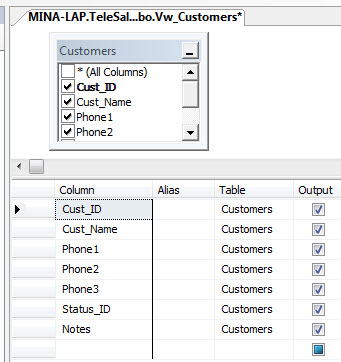 MINA-LAP.TeleSal...bo.Vw_Customers*
Customers
* (All Columns)
Cust_ID
Cust_Name
Phone1
Phone2
Column Alias Table Output
Cust_ID Customers
Cust_Name Customers
Phone1 Customers
Phone2 Customers
Phone3 Customers
Status_ID Customers
Notes Customers